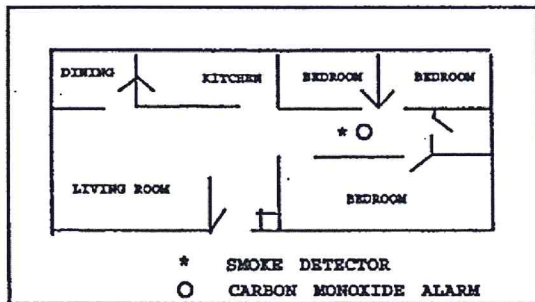 DINING
KITCHEN
BEDROOM
BEDROOM
LIVING ROOM
BEDROOM
* SMOKE DETECTOR
O CARBON MONOXIDE ALARM